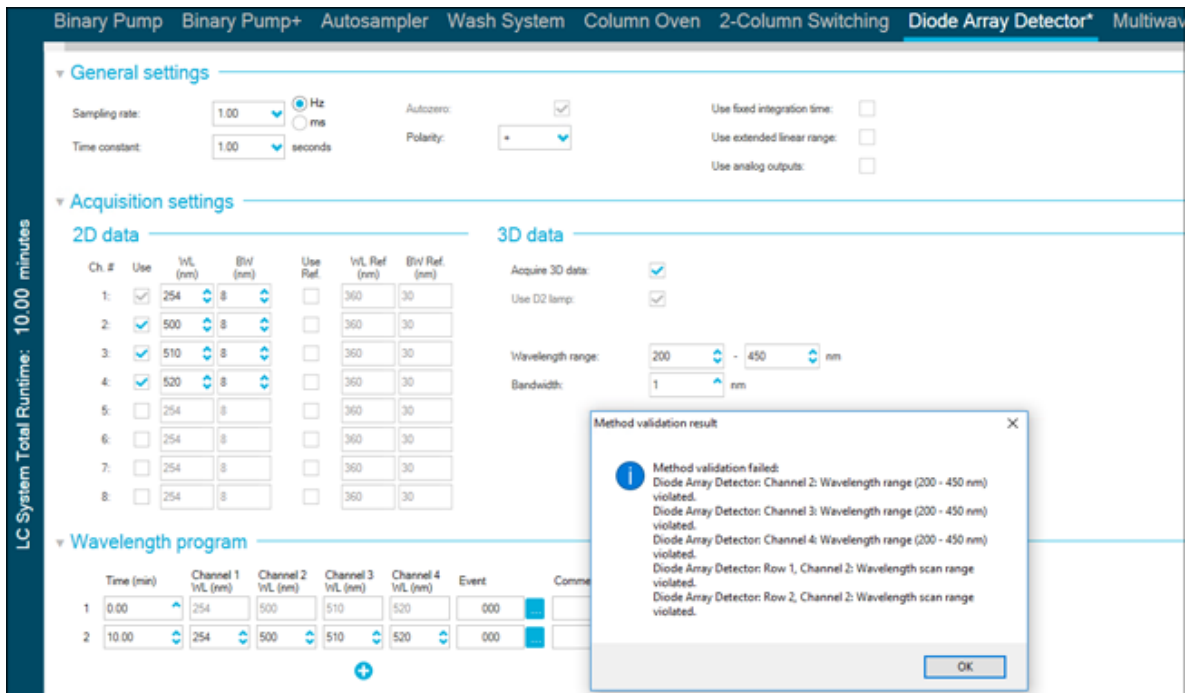 Binary Pump Binary Pump+ Autosampler Wash System Column Oven 2-Column Switching Diode Array Detector* Multiwav
LC System Total Runtime: 10.00 minutes
General settings
Sampling rate: 1.00 Hz ms
Autozero:
Use fixed integration time:
Time constant: 1.00 seconds
Polarity: +
Use extended linear range:
Use analog outputs:
Acquisition settings
2D data
Ch. # Use WL (nm) BW (nm) Use Ref. WL Ref (nm) BW Ref. (nm)
1: 254 8 360 30
2: 500 8 360 30
3: 510 8 360 30
4: 520 8 360 30
5: 254 8 360 30
6: 254 8 360 30
7: 254 8 360 30
8: 254 8 360 30
3D data
Acquire 3D data:
Use D2 lamp:
Wavelength range: 200 - 450 nm
Bandwidth: 1 nm
Wavelength program
Time (min) Channel 1 WL (nm) Channel 2 WL (nm) Channel 3 WL (nm) Channel 4 WL (nm) Event Comme
1 0.00 254 500 510 520 000 ...
2 10.00 254 500 510 520 000 ...
Method validation result
Method validation failed:
Diode Array Detector: Channel 2: Wavelength range (200 - 450 nm)
violated.
Diode Array Detector: Channel 3: Wavelength range (200 - 450 nm)
violated.
Diode Array Detector: Channel 4: Wavelength range (200 - 450 nm)
violated.
Diode Array Detector: Row 1, Channel 2: Wavelength scan range
violated.
Diode Array Detector: Row 2, Channel 2: Wavelength scan range
violated.
OK